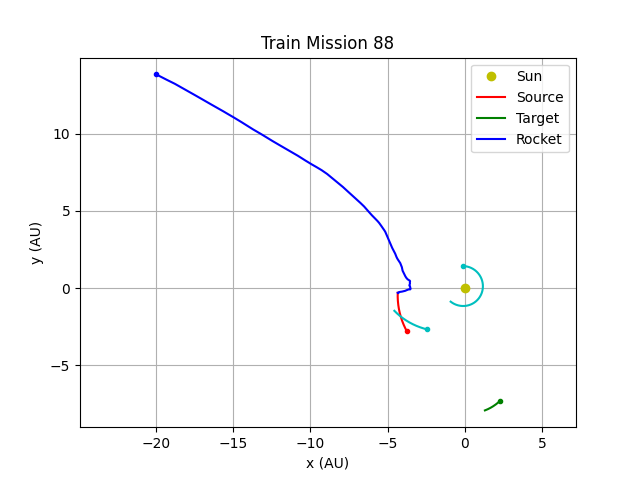 Train Mission 88
Sun
Source
Target
Rocket
y (AU)
10
5
0
−5
−20
−15
−10
−5
0
5
x (AU)